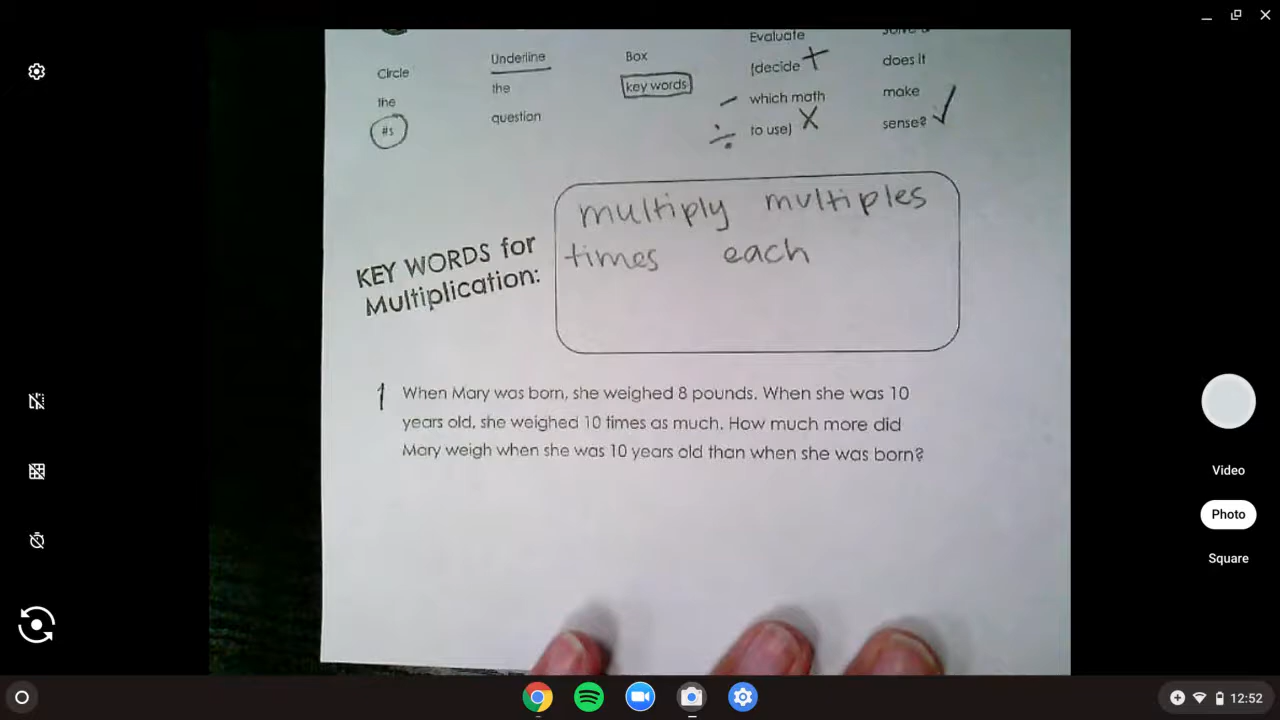 Circle
the
#s
Underline
the
question
Box
key words
Evaluate
(decide +
- which math
÷ to use) X
does it
make
sense? ✓
KEY WORDS for
Multiplication:
multiply multiples
times each
1 When Mary was born, she weighed 8 pounds. When she was 10
years old, she weighed 10 times as much. How much more did
Mary weigh when she was 10 years old than when she was born?
Video
Photo
Square
12:52